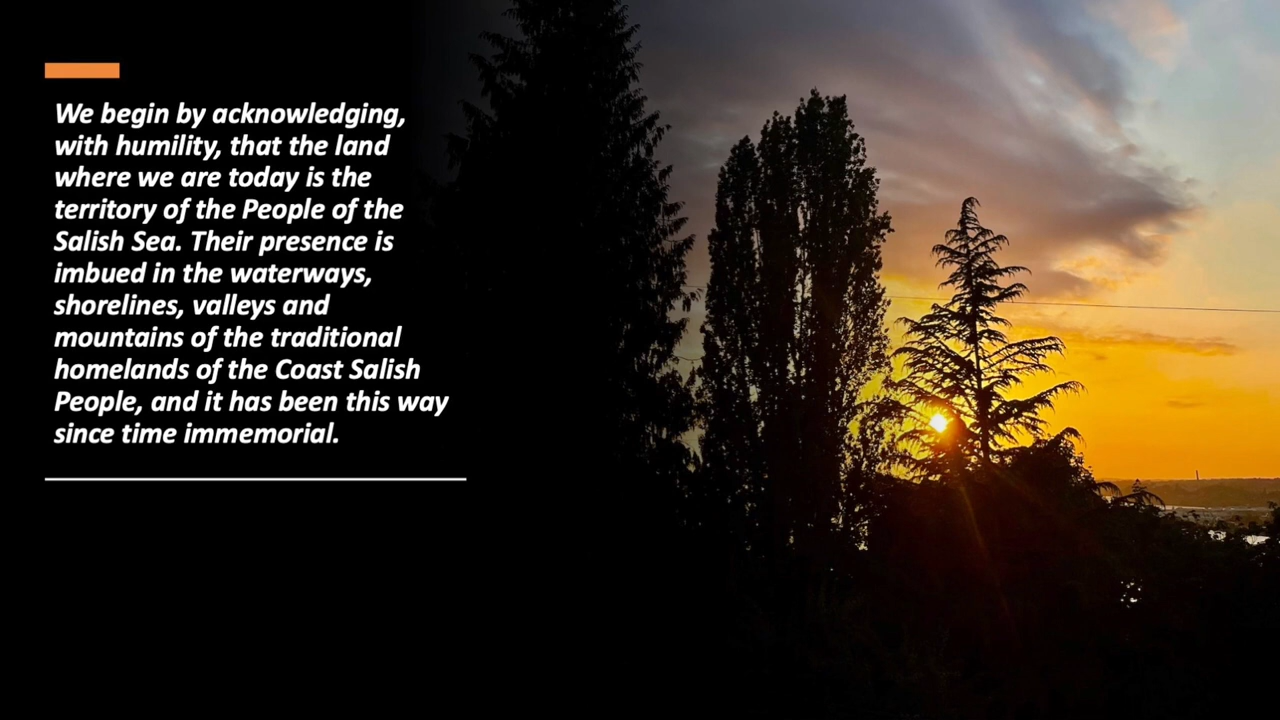 We begin by acknowledging,
with humility, that the land
where we are today is the
territory of the People of the
Salish Sea. Their presence is
imbued in the waterways,
shorelines, valleys and
mountains of the traditional
homelands of the Coast Salish
People, and it has been this way
since time immemorial.